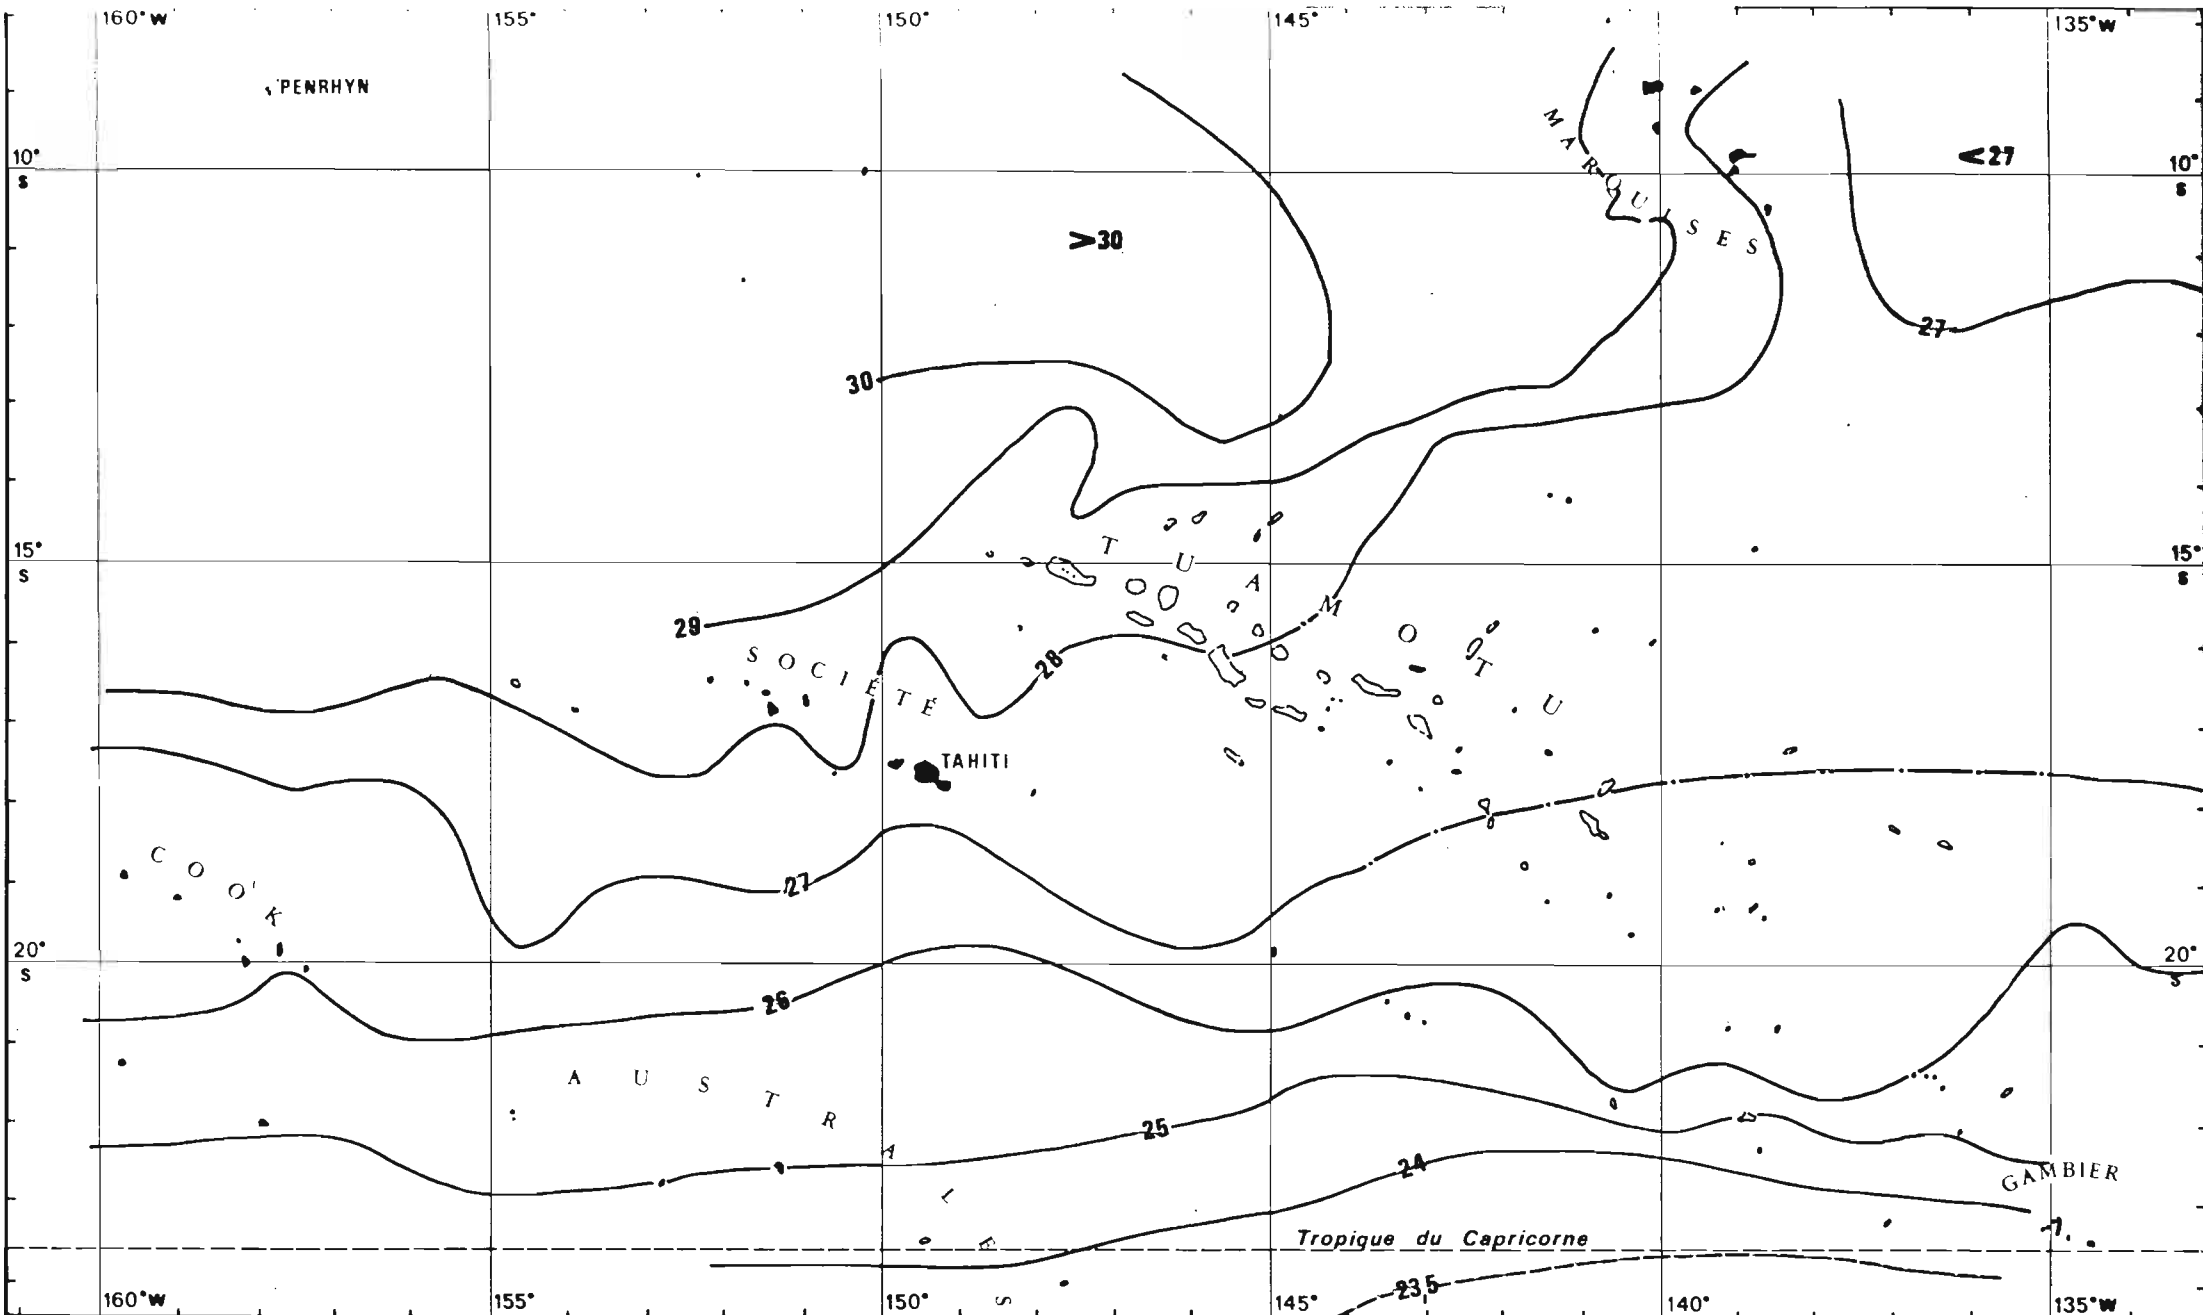 160°W 155° 150° 145° 135°W
PENRHYN
MARQUISES
10° S
<27
10° S
>30
27
30
15° S
TUAMOTU
15° S
29
SOCIÉTÉ
28
TAHITI
27
COOK
20° S
20° S
26
AUSTRALES
25
24
GAMBIER
Tropique du Capricorne
23,5
160°W 155° 150° 145° 140° 135°W